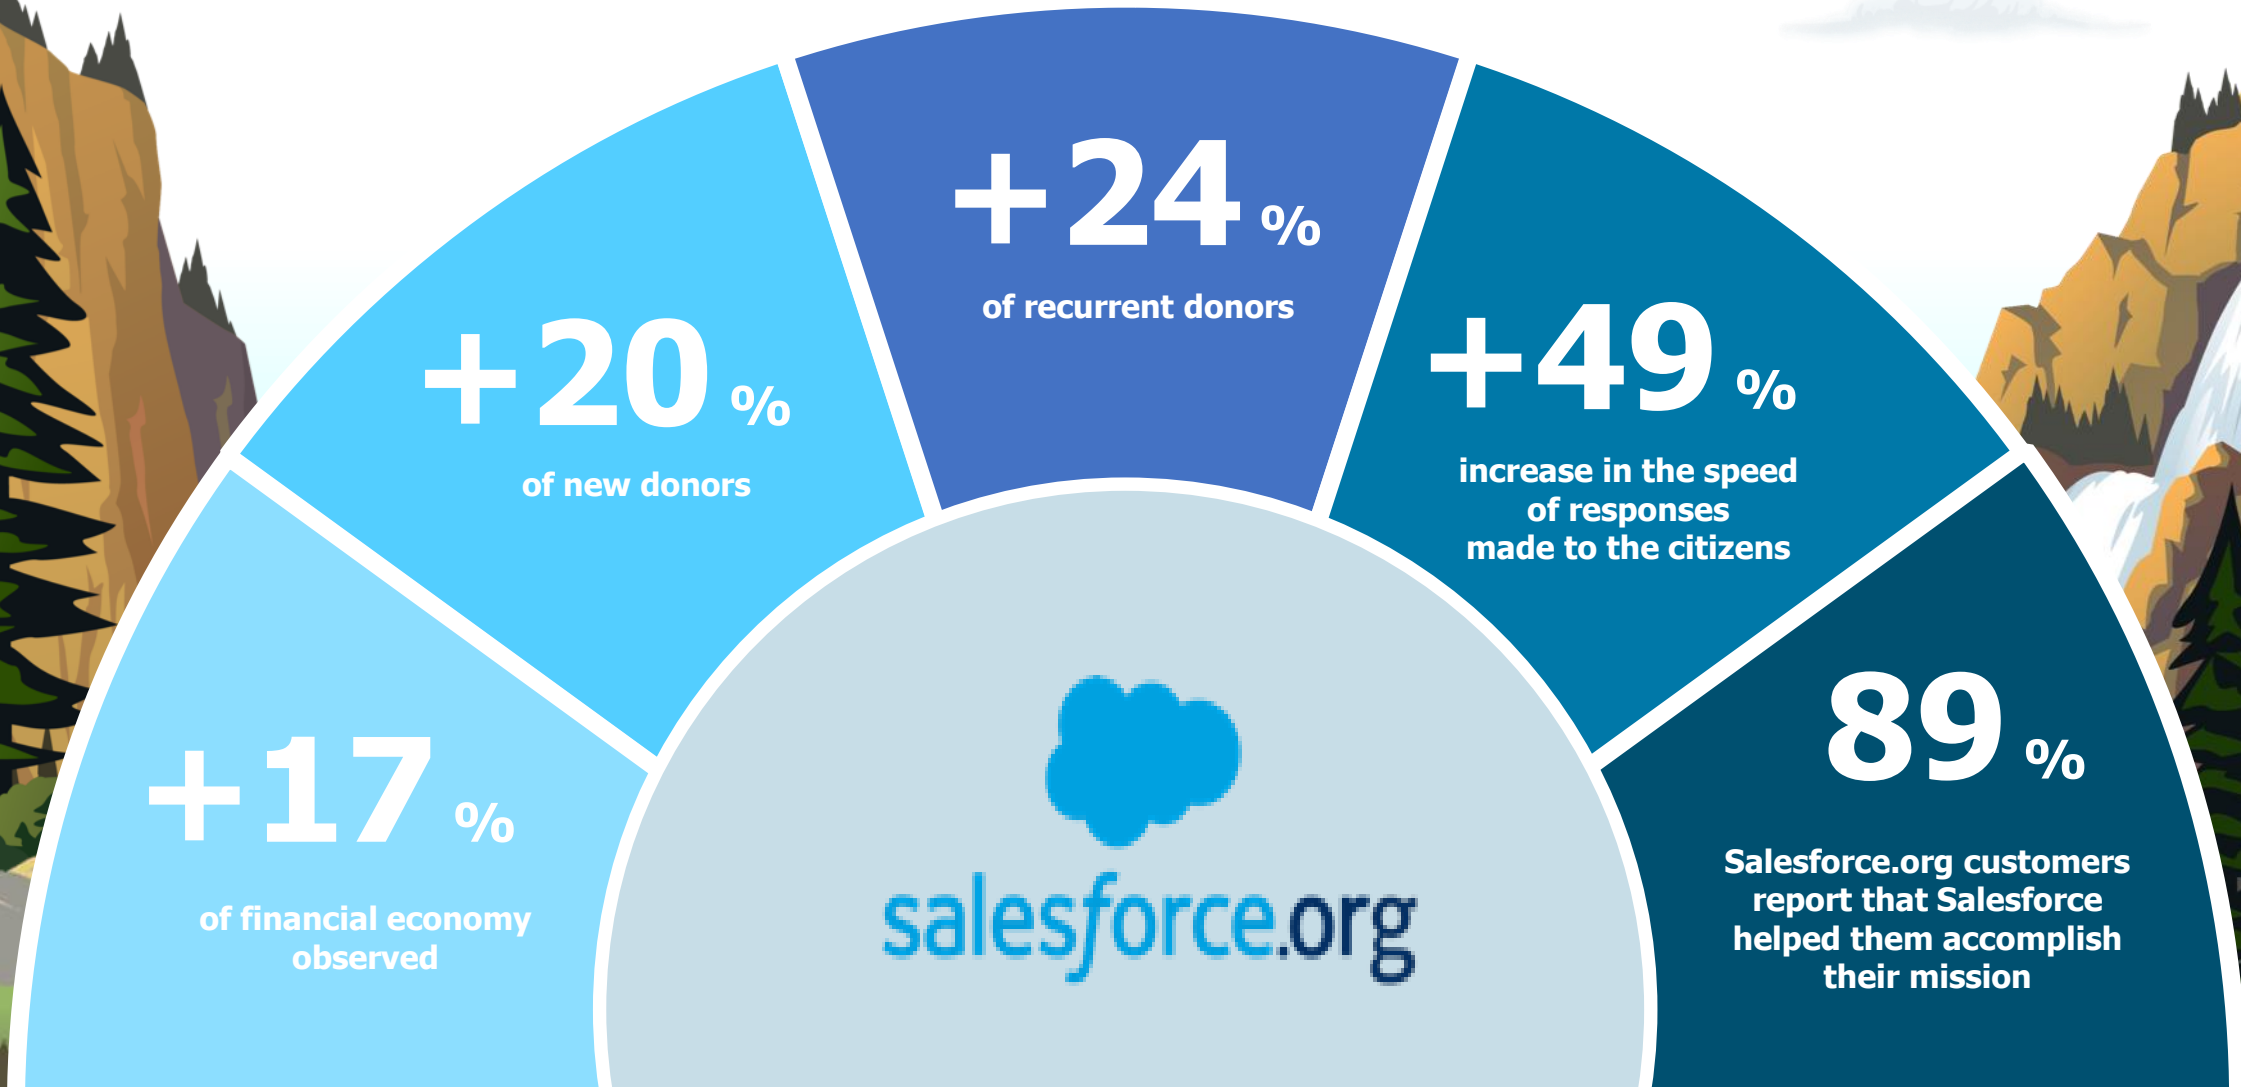 +17 %
of financial economy
observed
+20 %
of new donors
+24 %
of recurrent donors
+49 %
increase in the speed
of responses
made to the citizens
89 %
Salesforce.org customers
report that Salesforce
helped them accomplish
their mission
salesforce.org